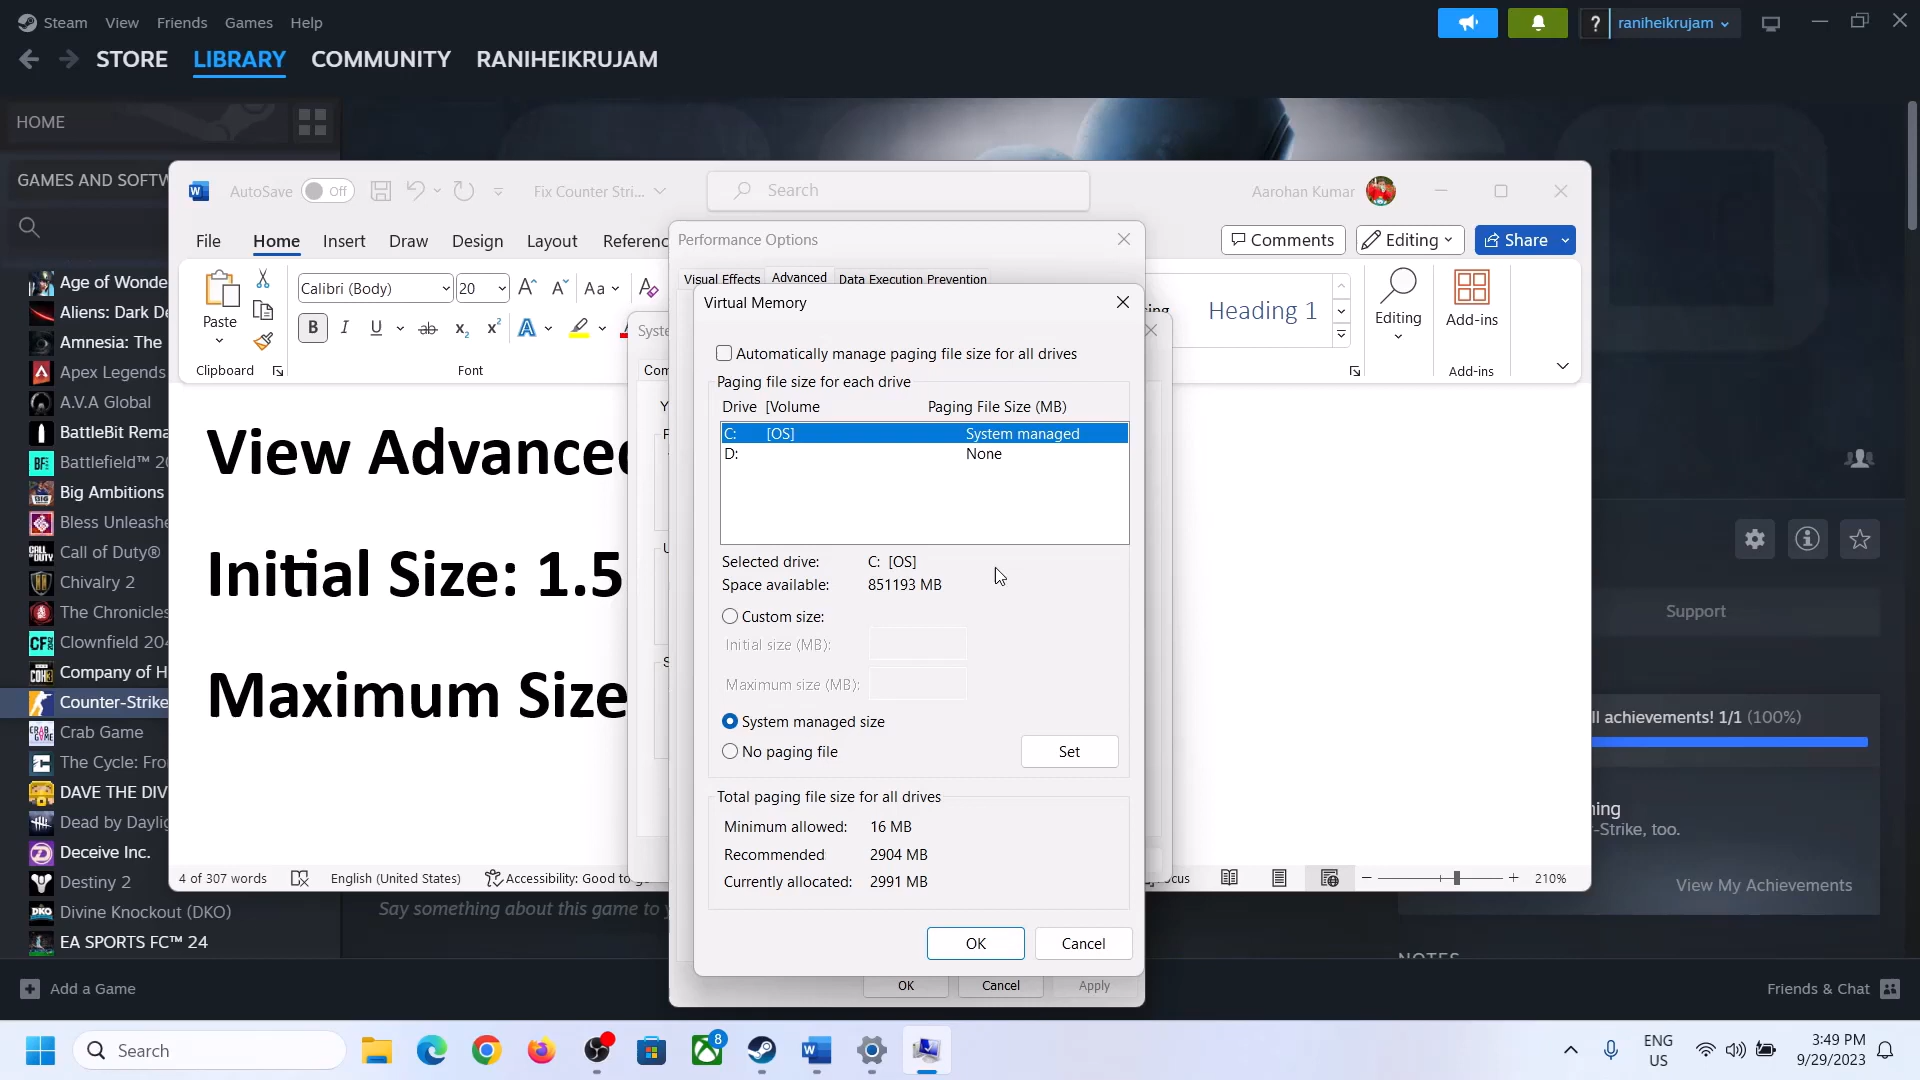 Steam View Friends Games Help
raniheikrujam
STORE LIBRARY COMMUNITY RANIHEIKRUJAM
HOME
GAMES AND SOFTW
Age of Wonde
Aliens: Dark De
Amnesia: The
Apex Legends
A.V.A Global
BattleBit Rema
Battlefield™ 20
Big Ambitions
Bless Unleashe
Call of Duty®
Chivalry 2
The Chronicles
Clownfield 204
Company of H
Counter-Strike
Crab Game
The Cycle: Fro
DAVE THE DIV
Dead by Daylig
Deceive Inc.
Destiny 2
Divine Knockout (DKO)
EA SPORTS FC™ 24
Add a Game
AutoSave Off
Fix Counter Stri...
Search
Aarohan Kumar
File Home Insert Draw Design Layout Referenc
Comments Editing Share
Paste
Calibri (Body) 20
Clipboard
Font
Heading 1
Editing
Add-ins
Add-ins
View Advanced
Initial Size: 1.5
Maximum Size
4 of 307 words English (United States) Accessibility: Good to
210%
Performance Options
Visual Effects Advanced Data Execution Prevention
Syste
Com
Virtual Memory
Automatically manage paging file size for all drives
Paging file size for each drive
Drive [Volume Paging File Size (MB)
C: [OS] System managed
D: None
Selected drive: C: [OS]
Space available: 851193 MB
Custom size:
Initial size (MB):
Maximum size (MB):
System managed size
No paging file
Set
Total paging file size for all drives
Minimum allowed: 16 MB
Recommended 2904 MB
Currently allocated: 2991 MB
OK Cancel
OK Cancel Apply
Support
ll achievements! 1/1 (100%)
-Strike, too.
View My Achievements
Say something about this game to y
NOTES
Friends & Chat
Search
8
ENG
US
3:49 PM
9/29/2023